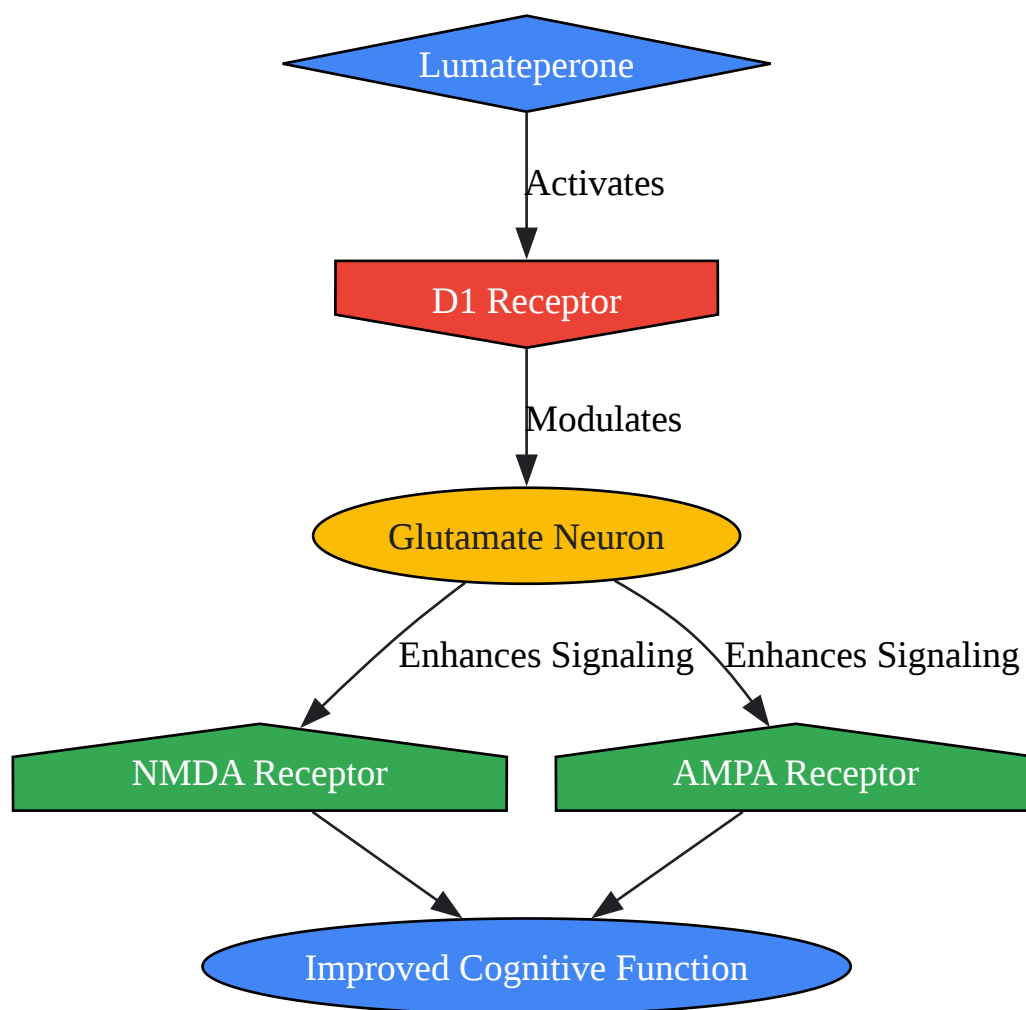 Lumateperone
Activates
D1 Receptor
Modulates
Glutamate Neuron
Enhances Signaling
Enhances Signaling
NMDA Receptor
AMPA Receptor
Improved Cognitive Function